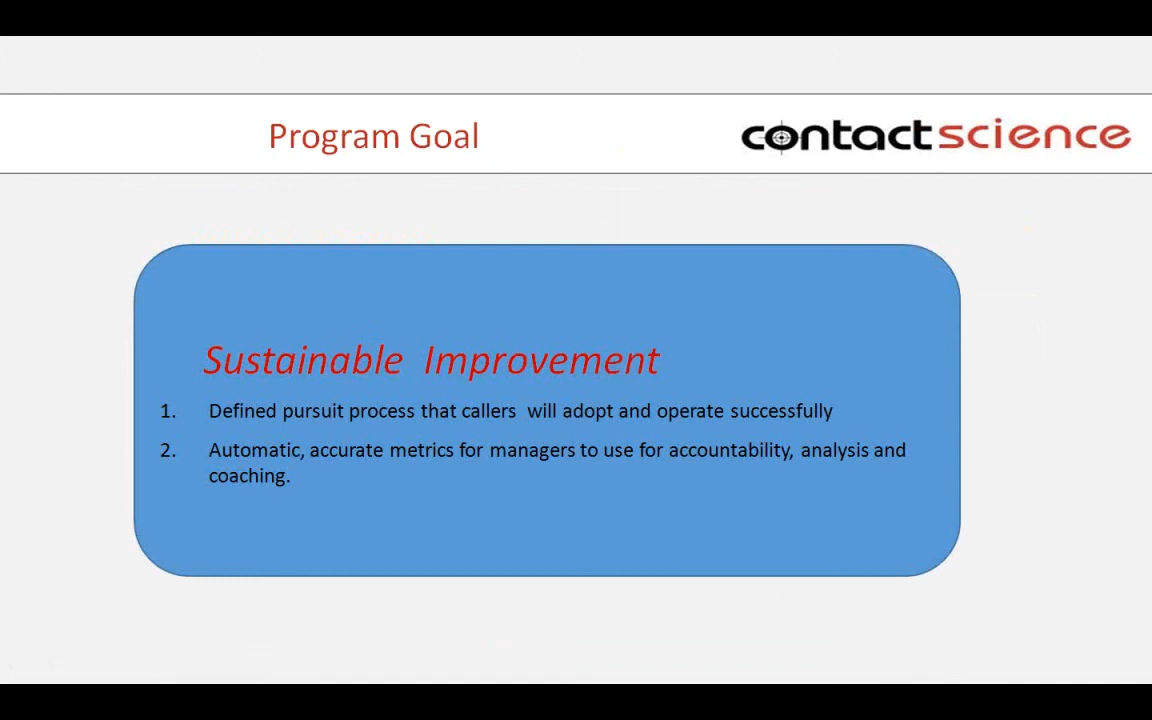 Program Goal
contactscience
Sustainable Improvement
1. Defined pursuit process that callers will adopt and operate successfully
2. Automatic, accurate metrics for managers to use for accountability, analysis and
coaching.